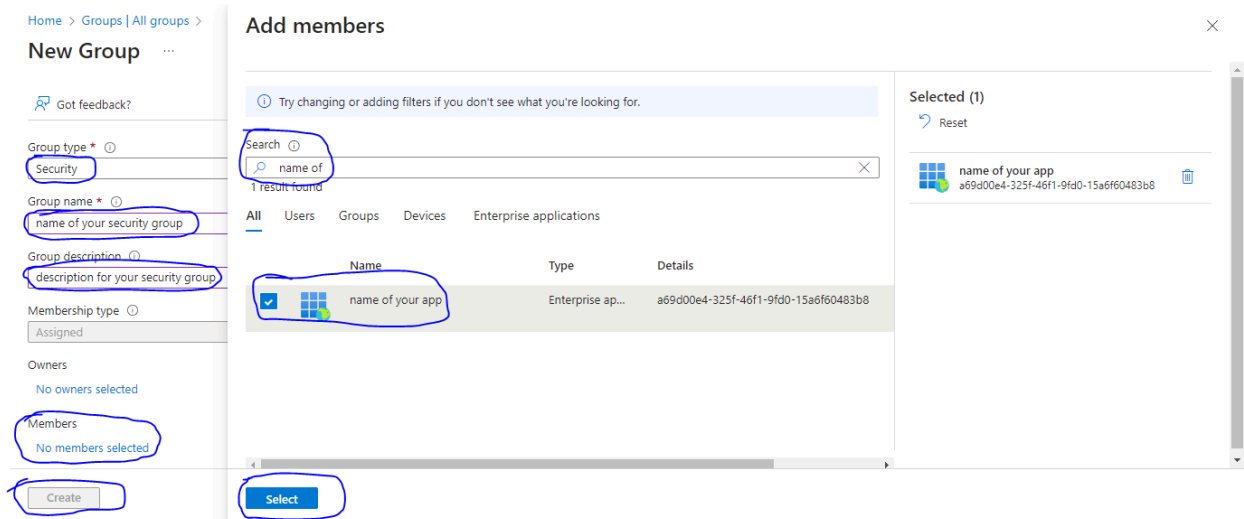 Home > Groups | All groups >
New Group ...
Got feedback?
Group type *
Security
Group name *
name of your security group
Group description
description for your security group
Membership type
Assigned
Owners
No owners selected
Members
No members selected
Create
Add members
Try changing or adding filters if you don't see what you're looking for.
Search
name of
1 result found
All Users Groups Devices Enterprise applications
Name Type Details
name of your app Enterprise ap... a69d00e4-325f-46f1-9fd0-15a6f60483b8
Select
Selected (1)
Reset
name of your app
a69d00e4-325f-46f1-9fd0-15a6f60483b8